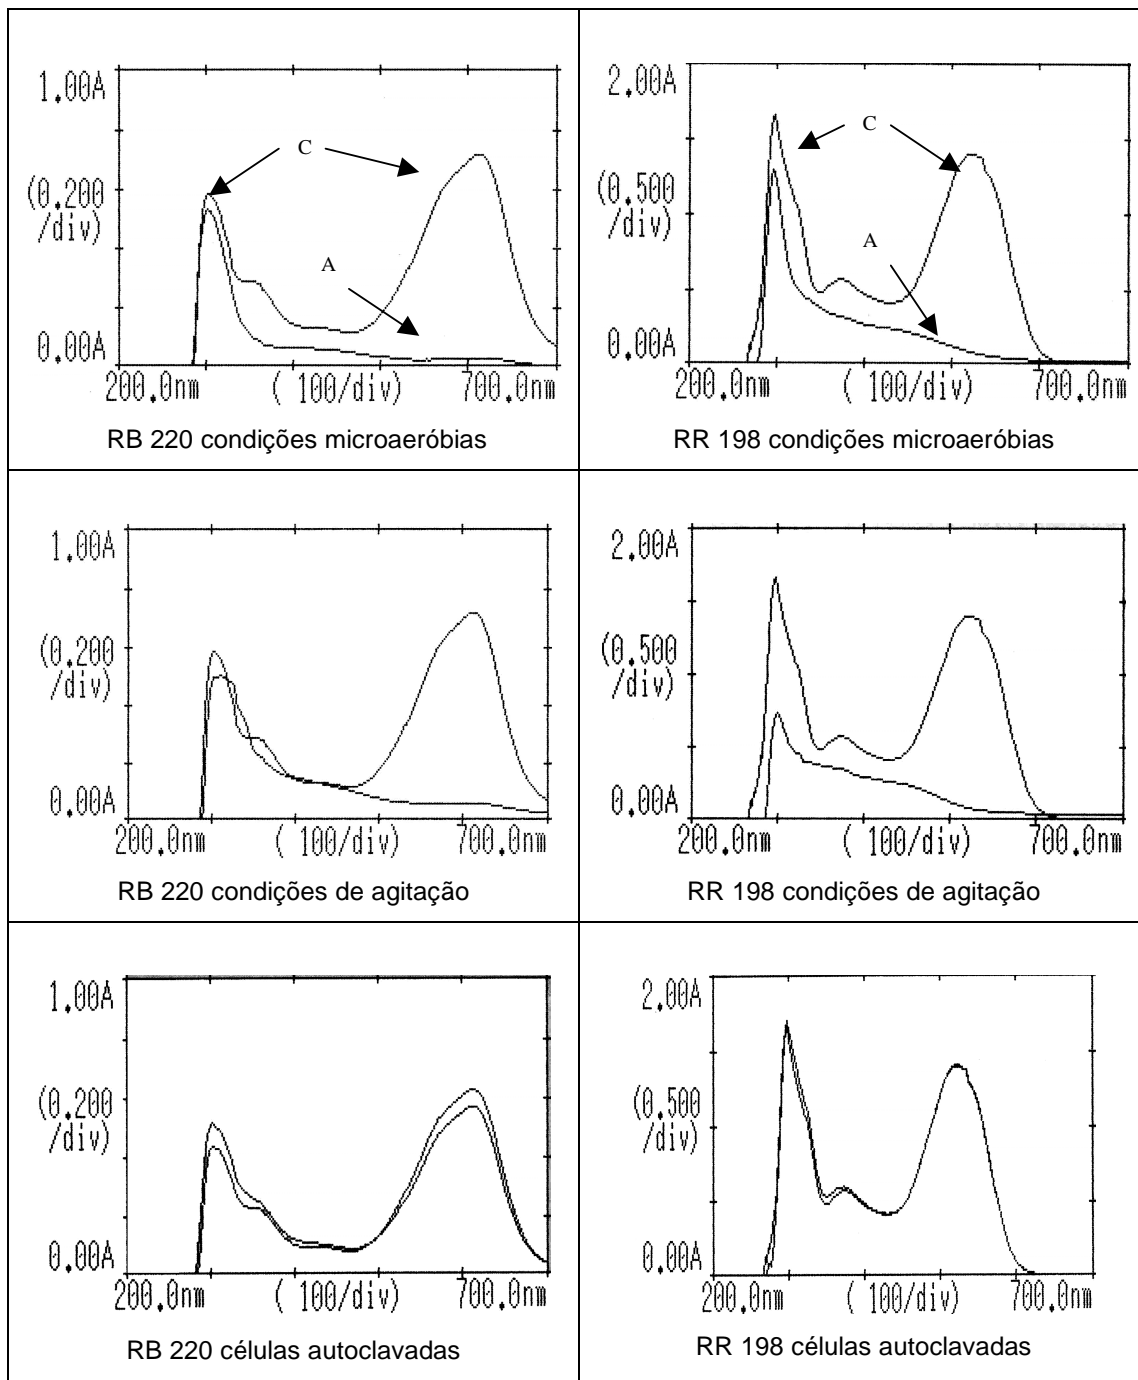 1.00A
C
(0.200
/div)
A
0.00A
200.0nm ( 100/div) 700.0nm
RB 220 condições microaeróbias
2.00A
C
(0.500
/div)
A
0.00A
200.0nm ( 100/div) 700.0nm
RR 198 condições microaeróbias
1.00A
(0.200
/div)
0.00A
200.0nm ( 100/div) 700.0nm
RB 220 condições de agitação
2.00A
(0.500
/div)
0.00A
200.0nm ( 100/div) 700.0nm
RR 198 condições de agitação
1.00A
(0.200
/div)
0.00A
200.0nm ( 100/div) 700.0nm
RB 220 células autoclavadas
2.00A
(0.500
/div)
0.00A
200.0nm ( 100/div) 700.0nm
RR 198 células autoclavadas